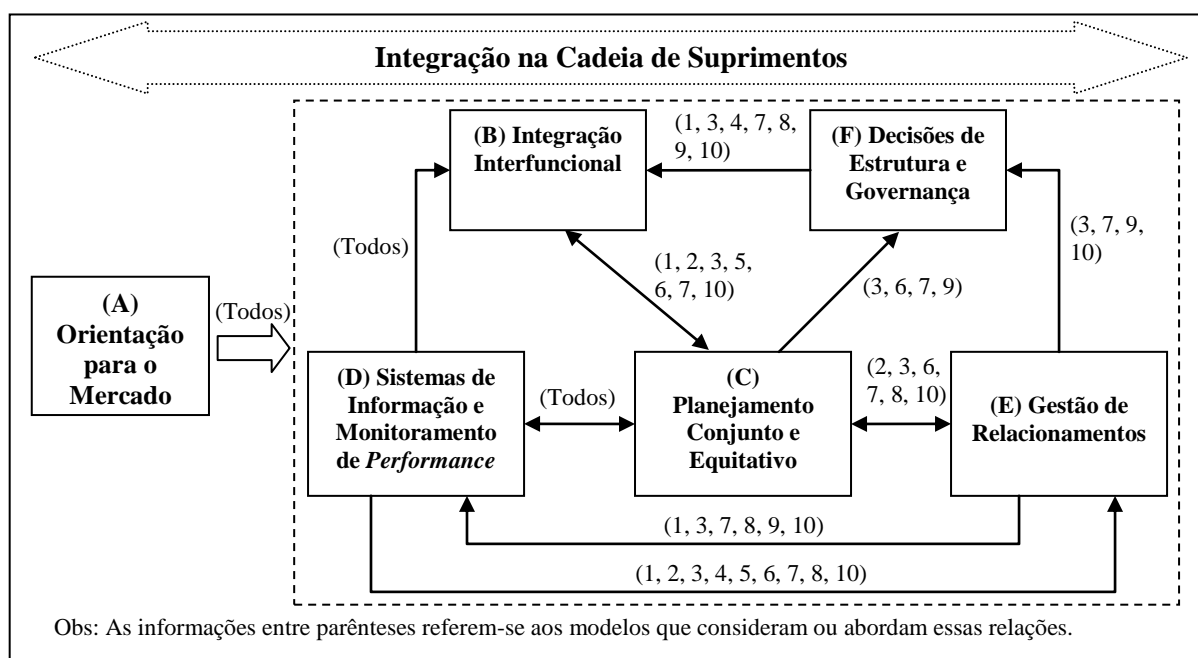 Integração na Cadeia de Suprimentos
(B) Integração
Interfuncional
(1, 3, 4, 7, 8,
9, 10)
(F) Decisões de
Estrutura e
Governança
(Todos)
(1, 2, 3, 5,
6, 7, 10)
(3, 6, 7, 9)
(3, 7, 9,
10)
(A)
Orientação
para o
Mercado
(Todos)
(D) Sistemas de
Informação e
Monitoramento
de Performance
(Todos)
(C)
Planejamento
Conjunto e
Equitativo
(2, 3, 6,
7, 8, 10)
(E) Gestão de
Relacionamentos
(1, 3, 7, 8, 9, 10)
(1, 2, 3, 4, 5, 6, 7, 8, 10)
Obs: As informações entre parênteses referem-se aos modelos que consideram ou abordam essas relações.